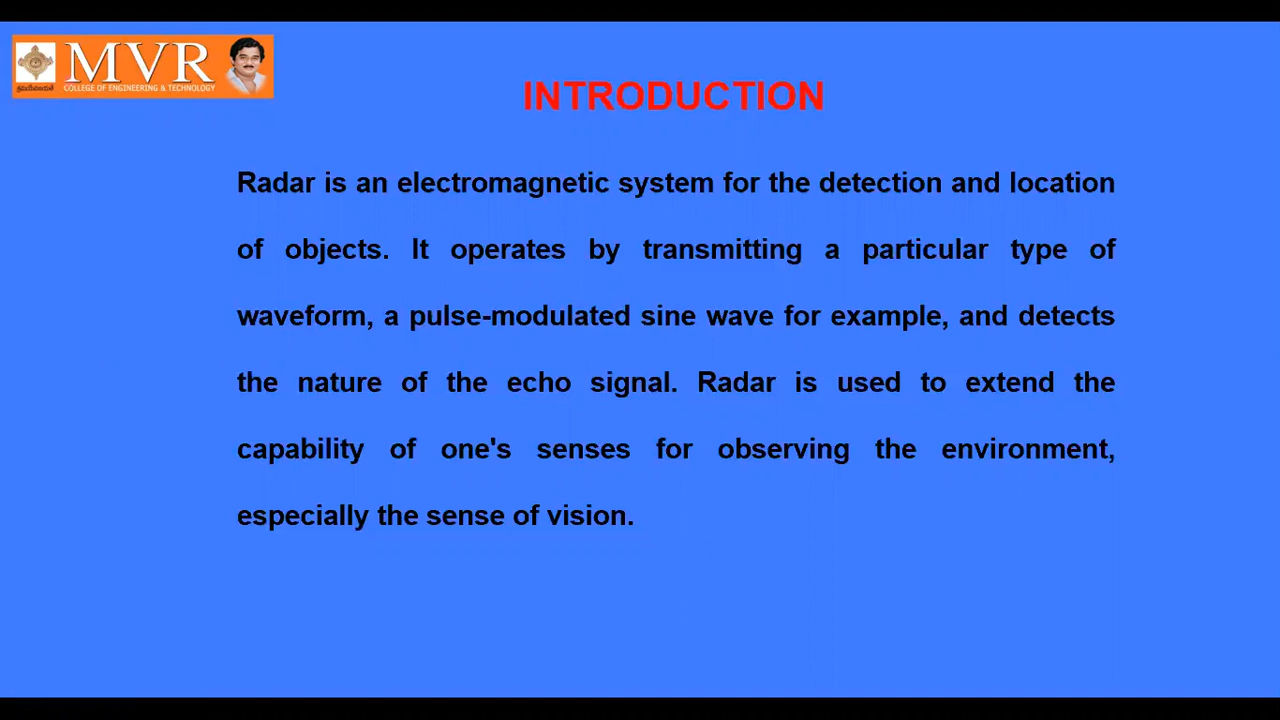 MVR
COLLEGE OF ENGINEERING & TECHNOLOGY
INTRODUCTION
Radar is an electromagnetic system for the detection and location
of objects. It operates by transmitting a particular type of
waveform, a pulse-modulated sine wave for example, and detects
the nature of the echo signal. Radar is used to extend the
capability of one's senses for observing the environment,
especially the sense of vision.